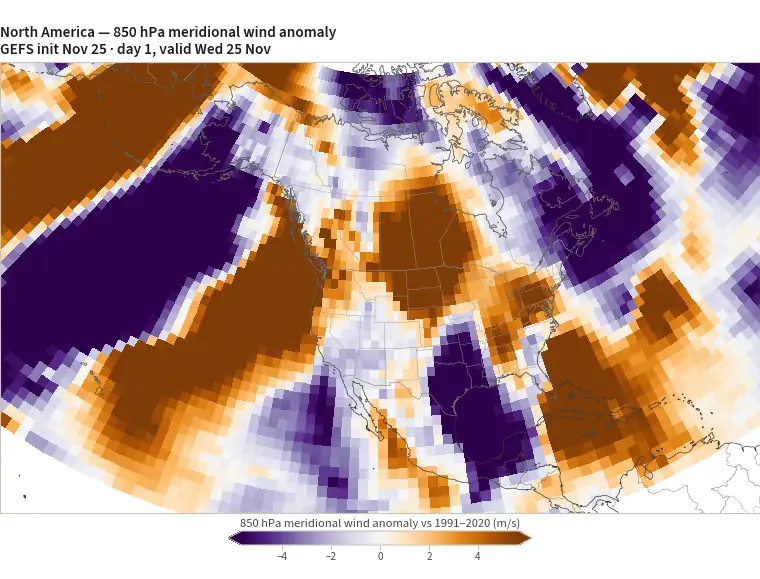 North America — 850 hPa meridional wind anomaly
GEFS init Nov 25 · day 1, valid Wed 25 Nov
850 hPa meridional wind anomaly vs 1991–2020 (m/s)
−4 −2 0 2 4